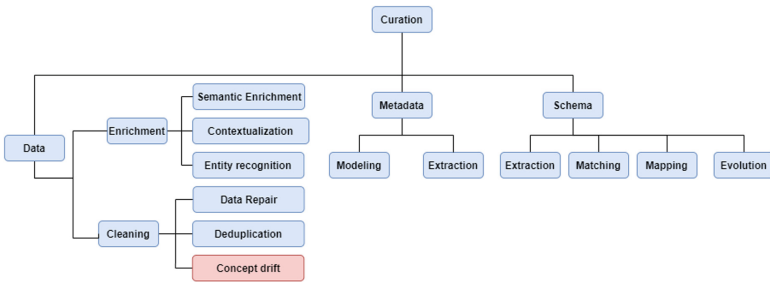 Curation
Data
Metadata
Schema
Enrichment
Semantic Enrichment
Contextualization
Entity recognition
Cleaning
Data Repair
Deduplication
Concept drift
Modeling
Extraction
Extraction
Matching
Mapping
Evolution